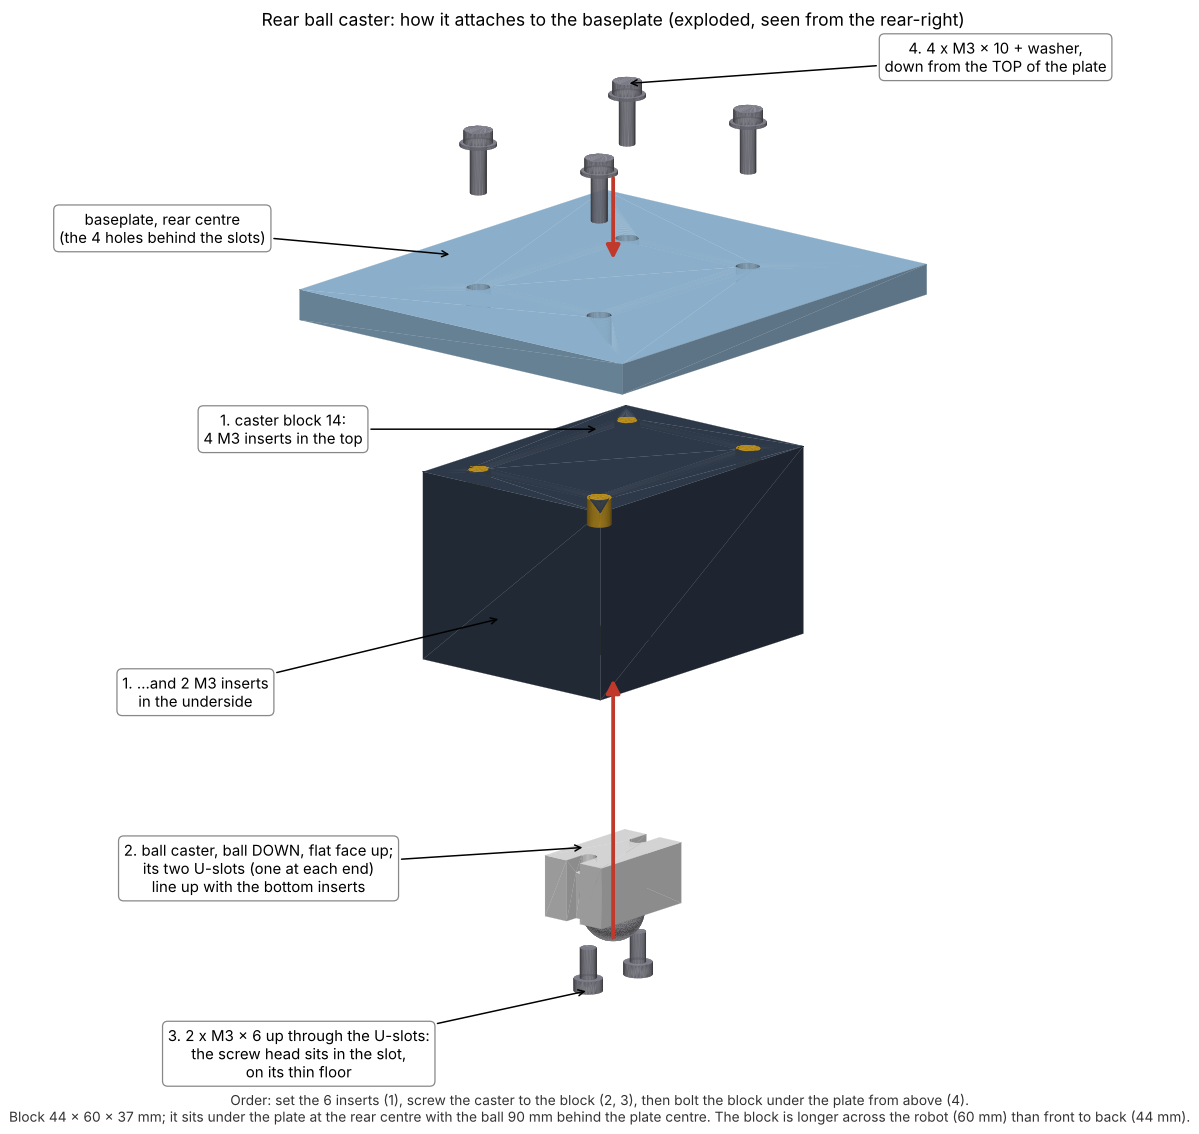 Rear ball caster: how it attaches to the baseplate (exploded, seen from the rear-right)
4. 4 x M3 × 10 + washer,
down from the TOP of the plate
baseplate, rear centre
(the 4 holes behind the slots)
1. caster block 14:
4 M3 inserts in the top
1. ...and 2 M3 inserts
in the underside
2. ball caster, ball DOWN, flat face up;
its two U-slots (one at each end)
line up with the bottom inserts
3. 2 x M3 × 6 up through the U-slots:
the screw head sits in the slot,
on its thin floor
Order: set the 6 inserts (1), screw the caster to the block (2, 3), then bolt the block under the plate from above (4).
Block 44 × 60 × 37 mm; it sits under the plate at the rear centre with the ball 90 mm behind the plate centre. The block is longer across the robot (60 mm) than front to back (44 mm).